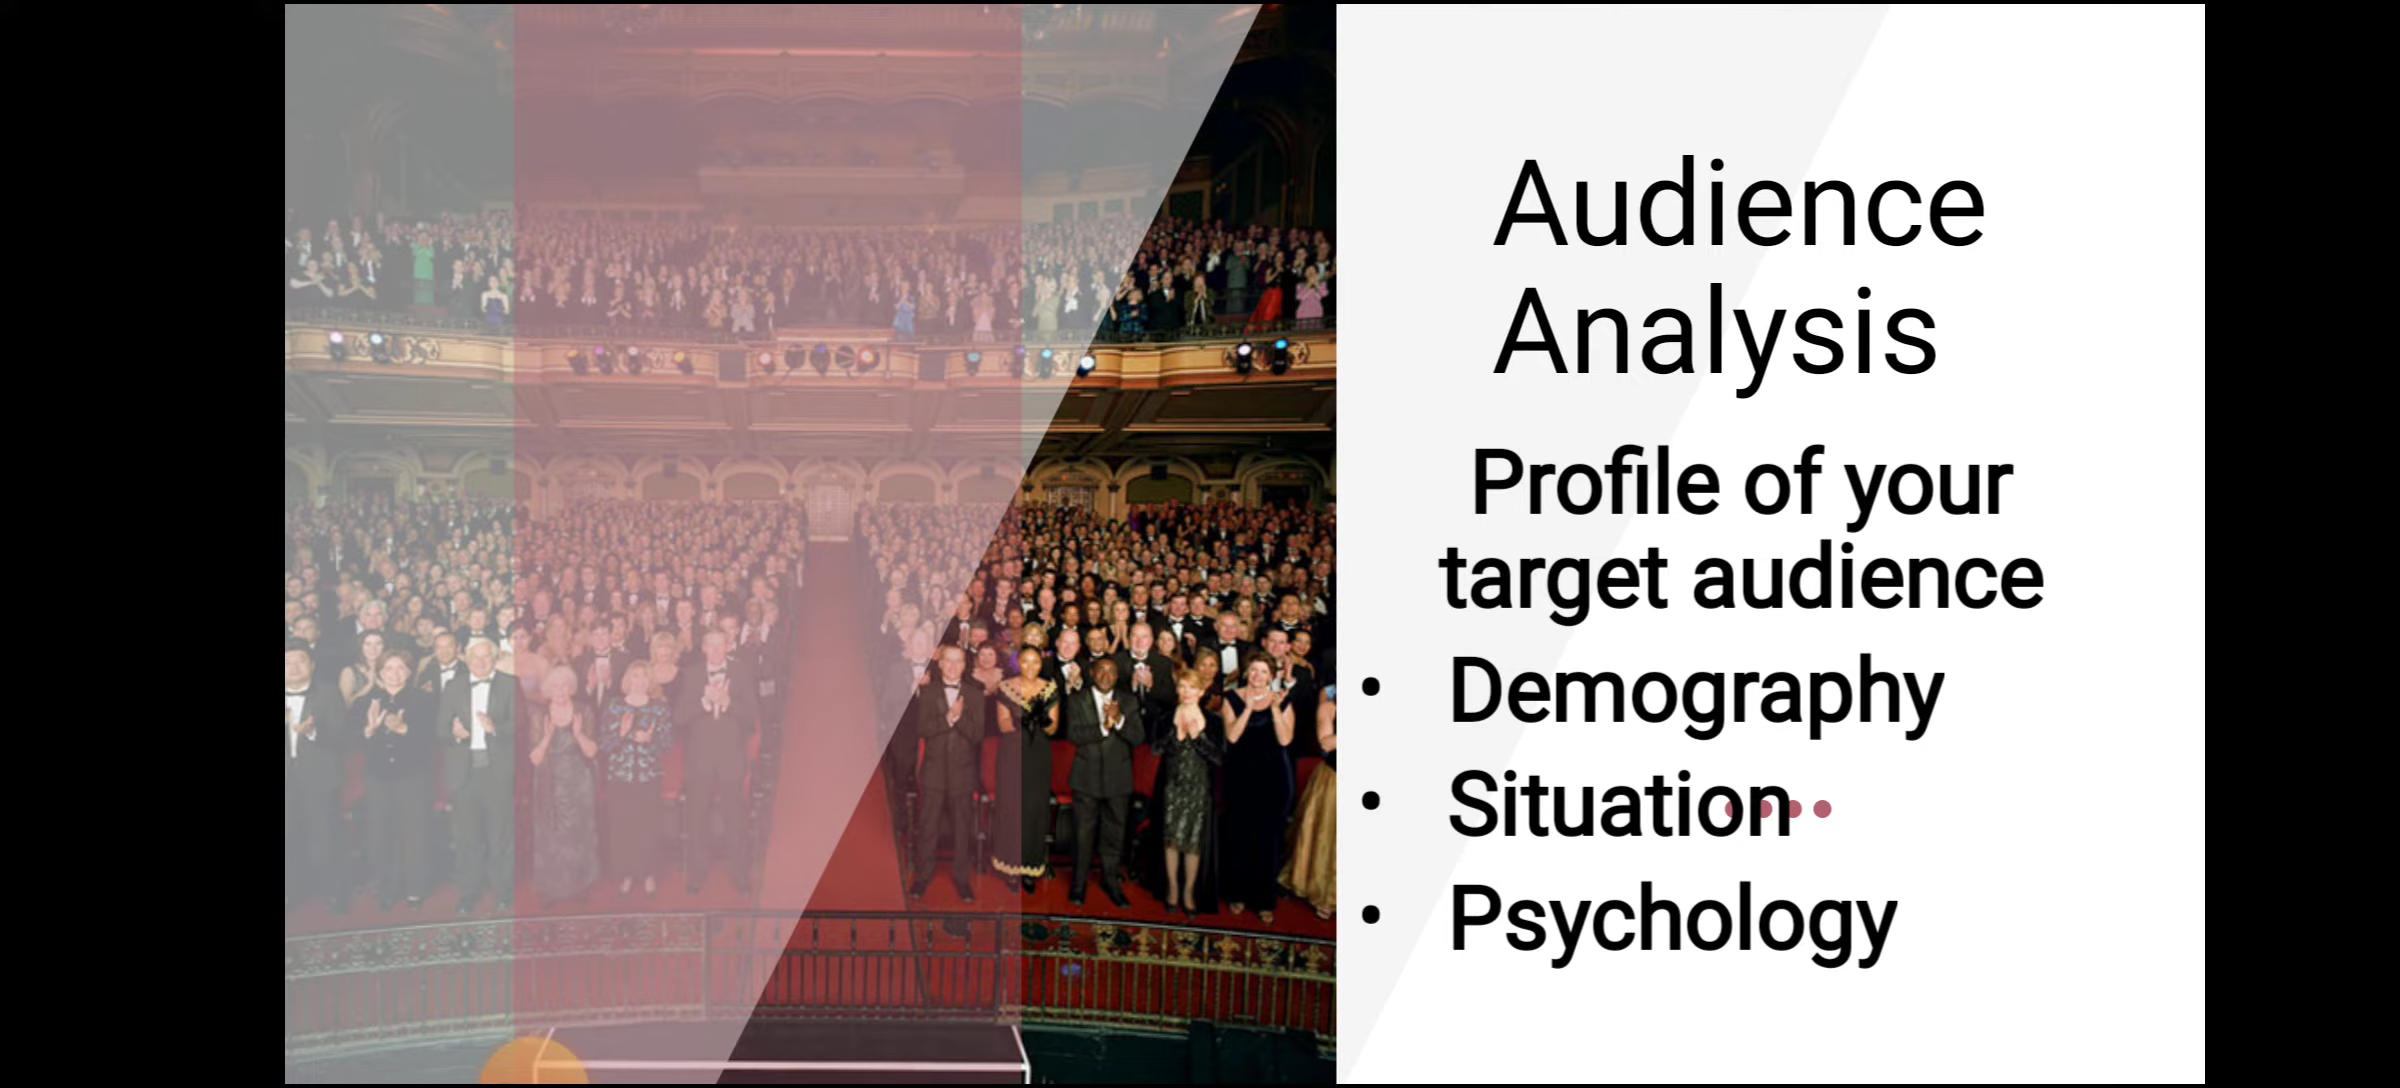 Audience
Analysis
Profile of your
target audience
• Demography
• Situation
• Psychology